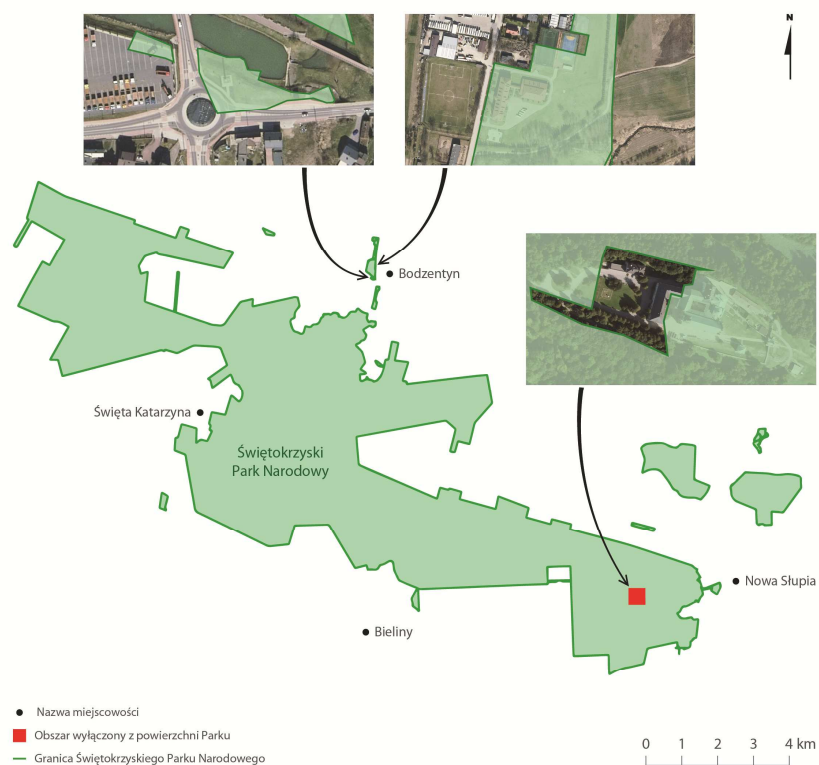 N
Bodzentyn
Święta Katarzyna
Świętokrzyski
Park Narodowy
Nowa Słupia
Bieliny
Nazwa miejscowości
Obszar wyłączony z powierzchni Parku
Granica Świętokrzyskiego Parku Narodowego
0 1 2 3 4 km